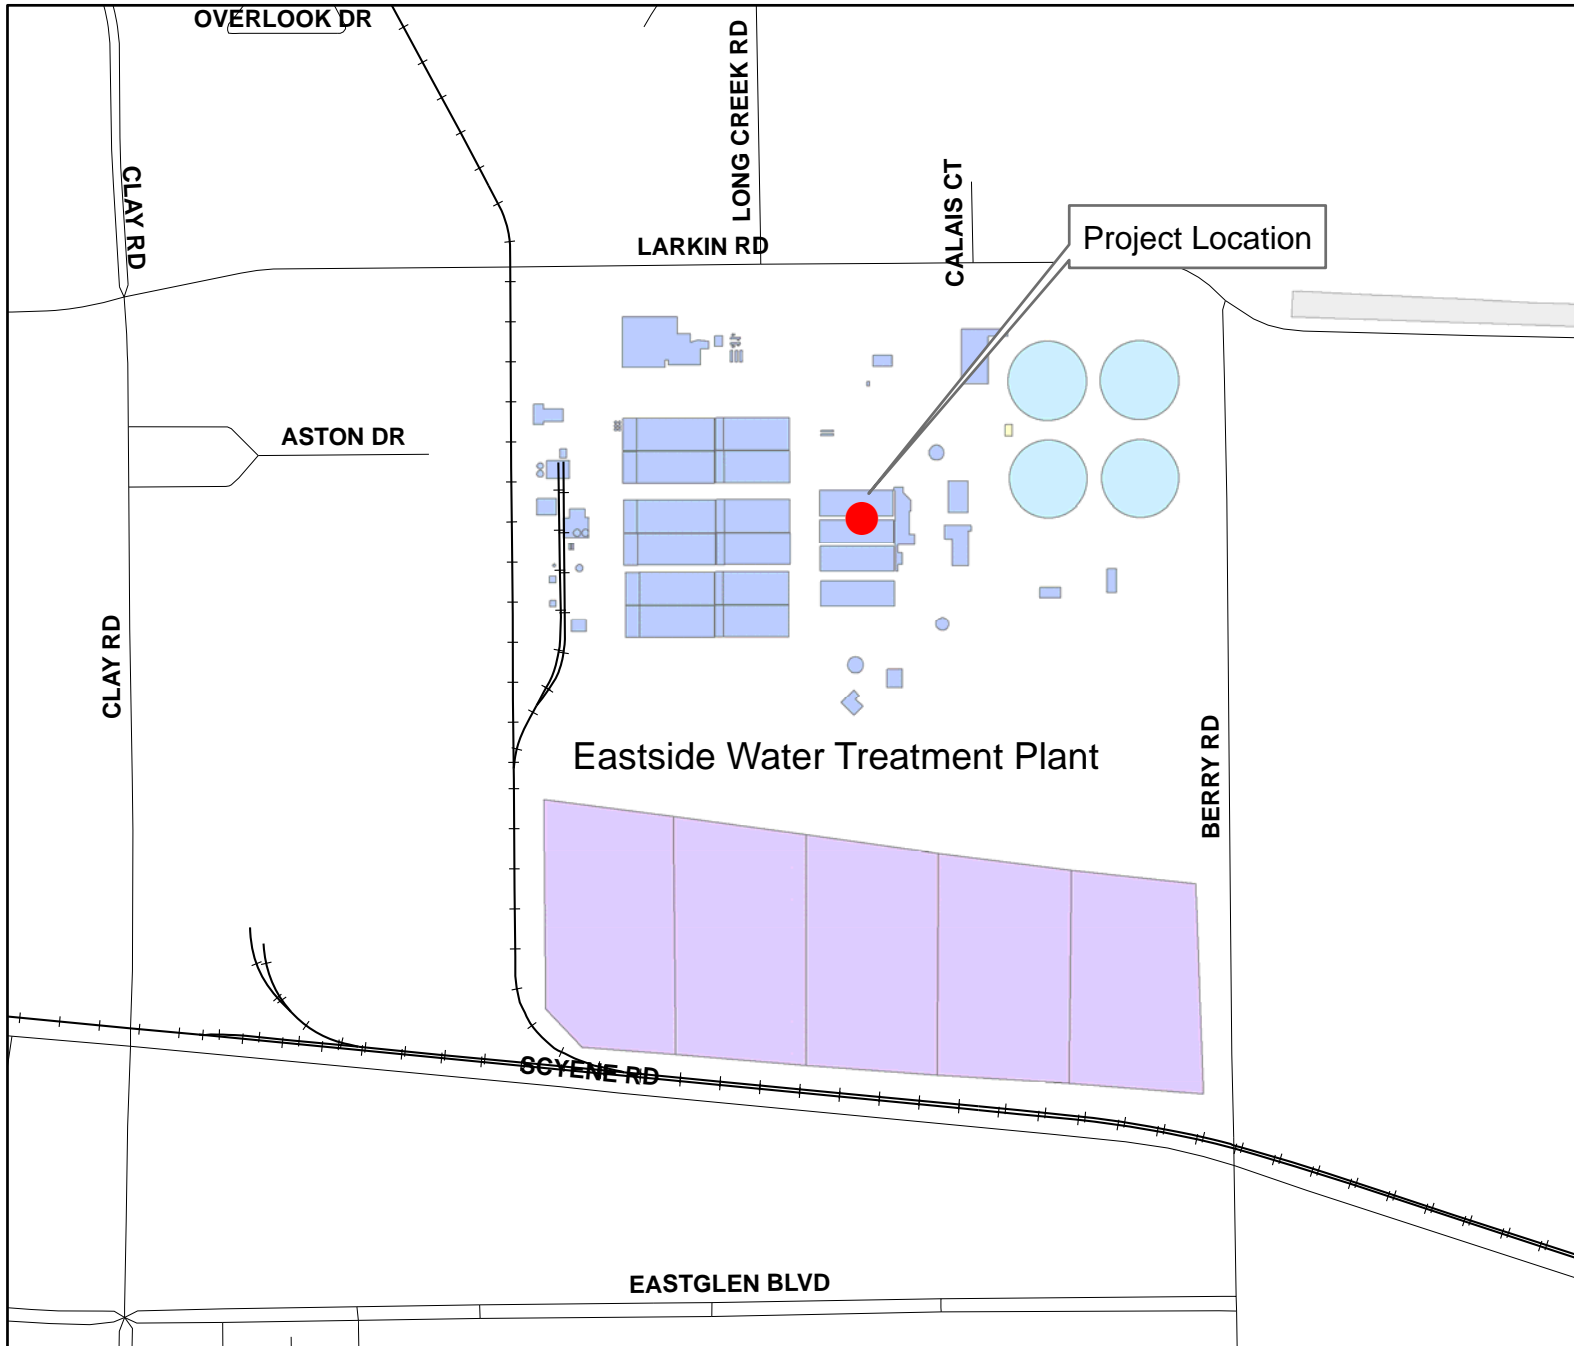 OVERLOOK DR
LONG CREEK RD
CLAY RD
CALAIS CT
Project Location
LARKIN RD
ASTON DR
CLAY RD
Eastside Water Treatment Plant
BERRY RD
SCYENE RD
EASTGLEN BLVD